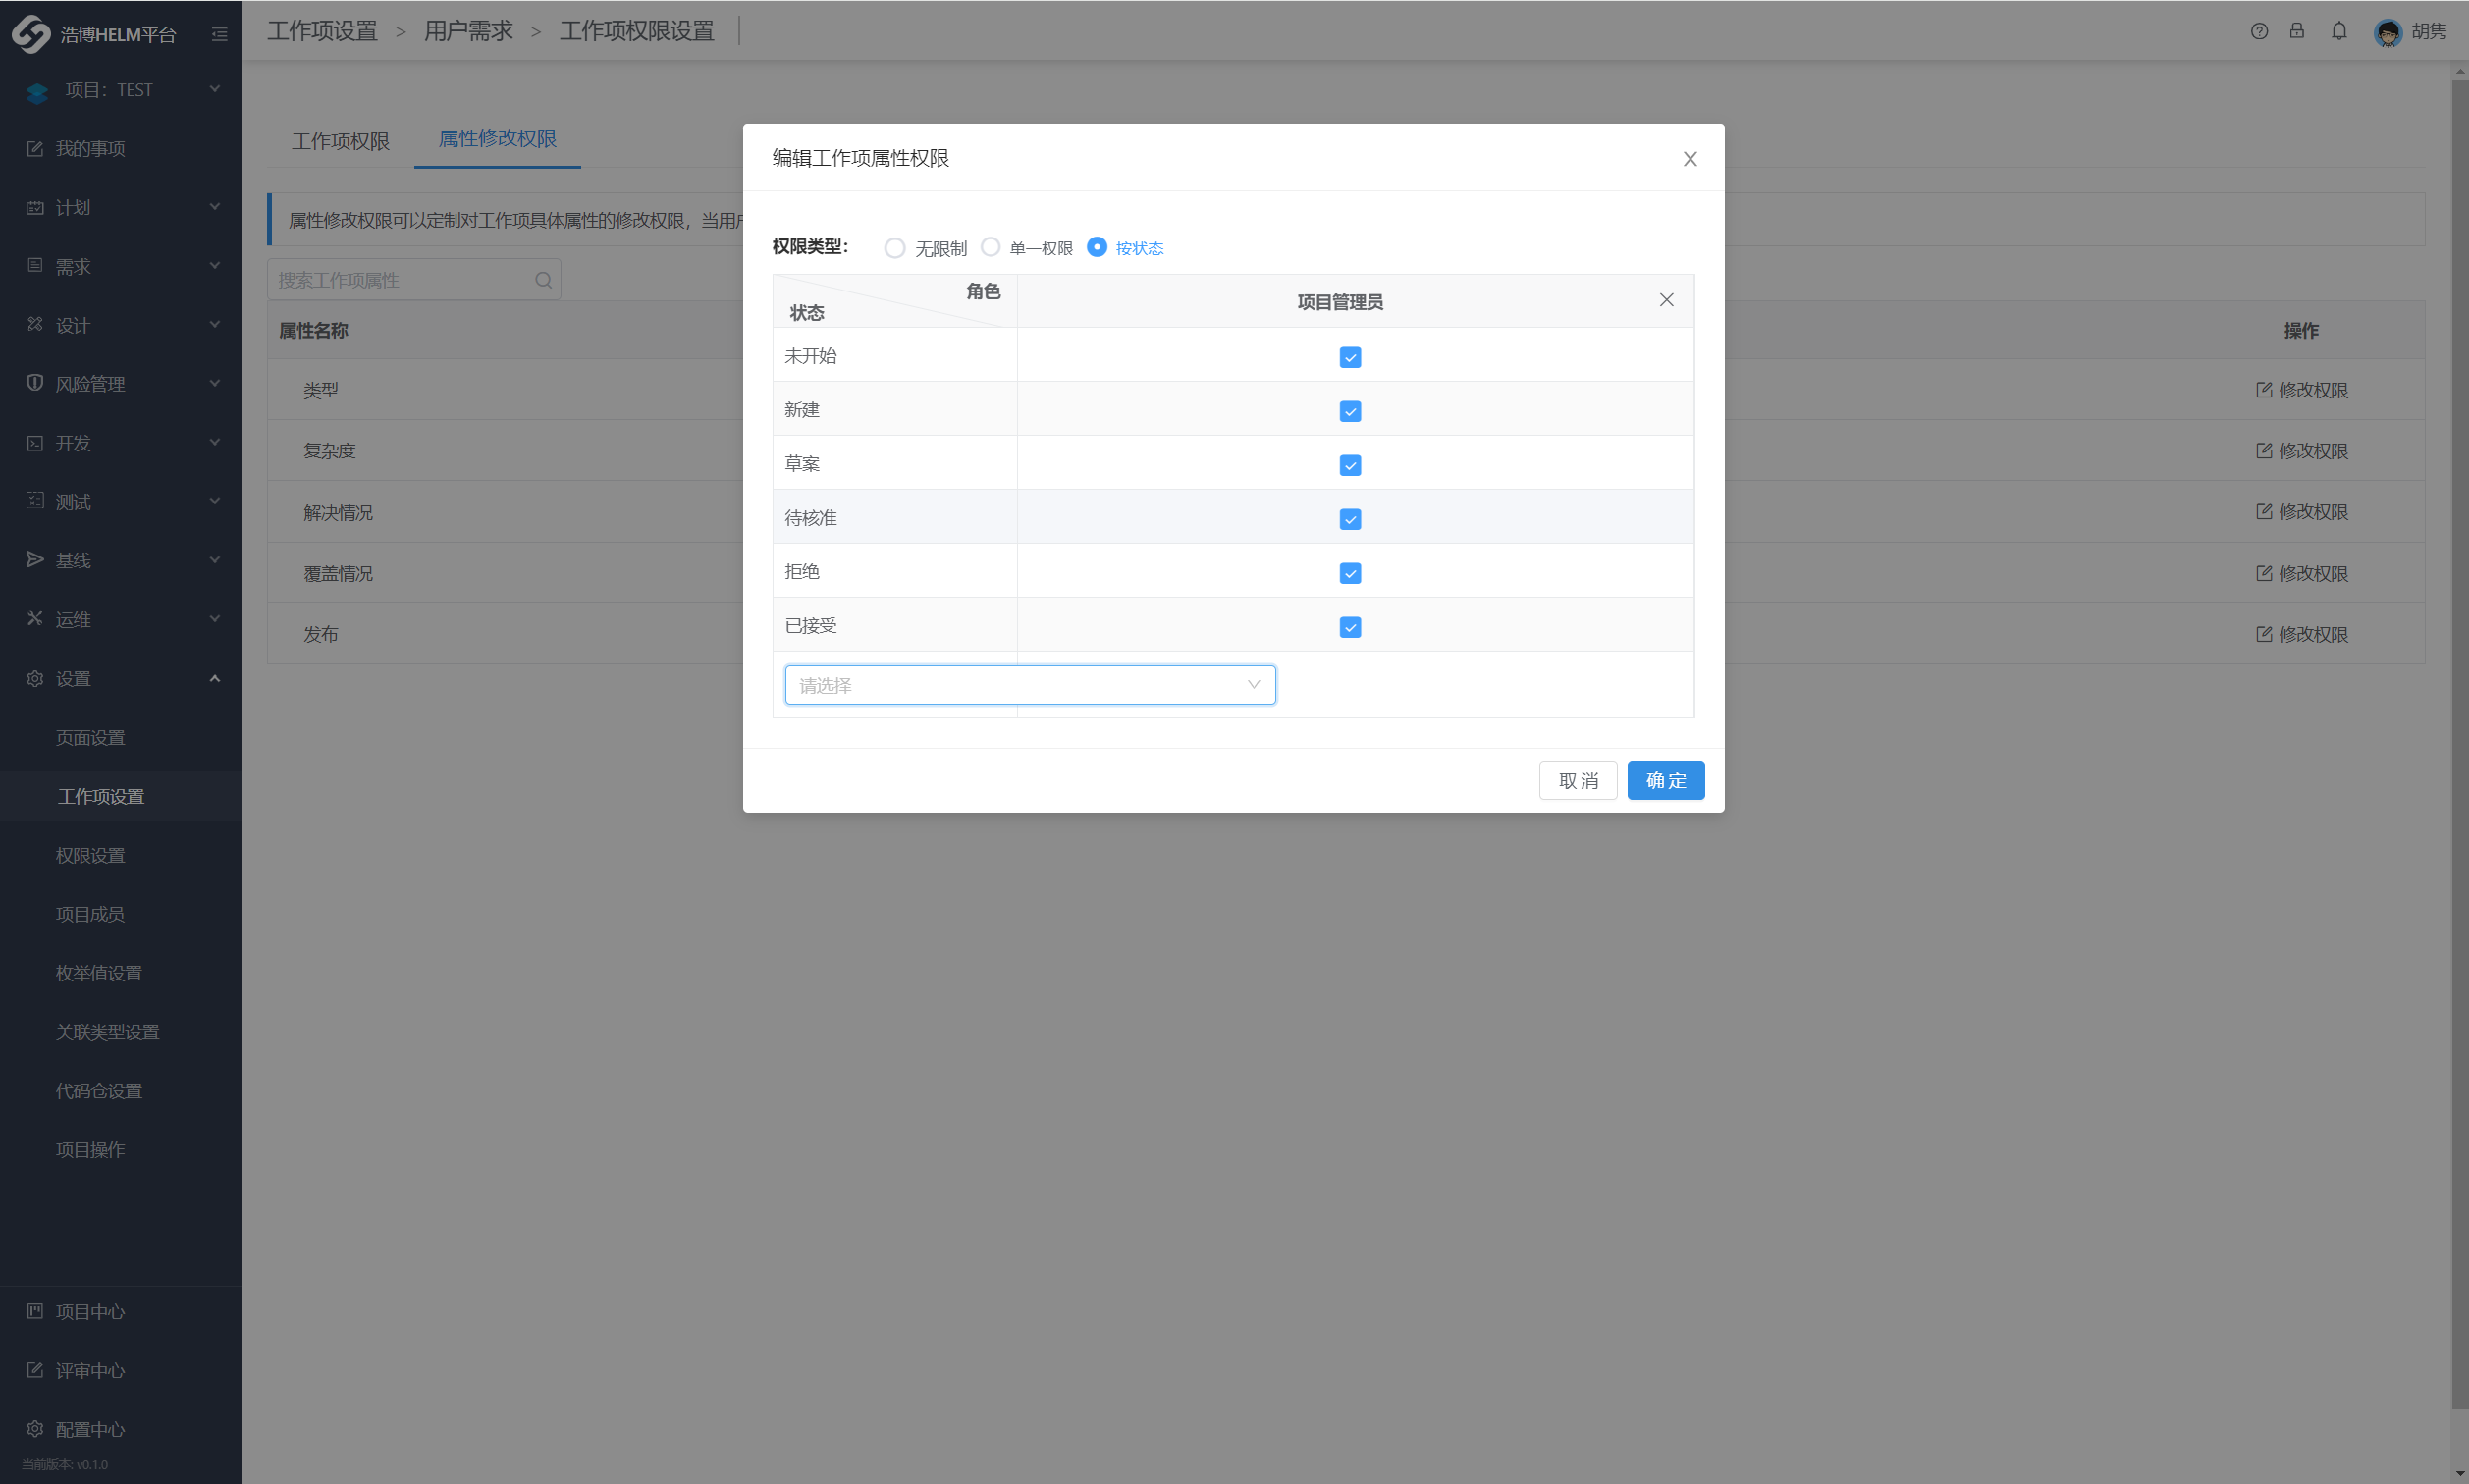 浩博HELM平台
工作项设置 > 用户需求 > 工作项权限设置
胡隽
项目：TEST
我的事项
计划
需求
设计
风险管理
开发
测试
基线
运维
设置
页面设置
工作项设置
权限设置
项目成员
枚举值设置
关联类型设置
代码仓设置
项目操作
项目中心
评审中心
配置中心
当前版本: v0.1.0
工作项权限 属性修改权限
属性修改权限可以定制对工作项具体属性的修改权限，当用户
搜索工作项属性
属性名称 操作
类型 修改权限
复杂度 修改权限
解决情况 修改权限
覆盖情况 修改权限
发布 修改权限
编辑工作项属性权限
权限类型： 无限制 单一权限 按状态
角色
状态
项目管理员
未开始
新建
草案
待核准
拒绝
已接受
请选择
取 消 确 定